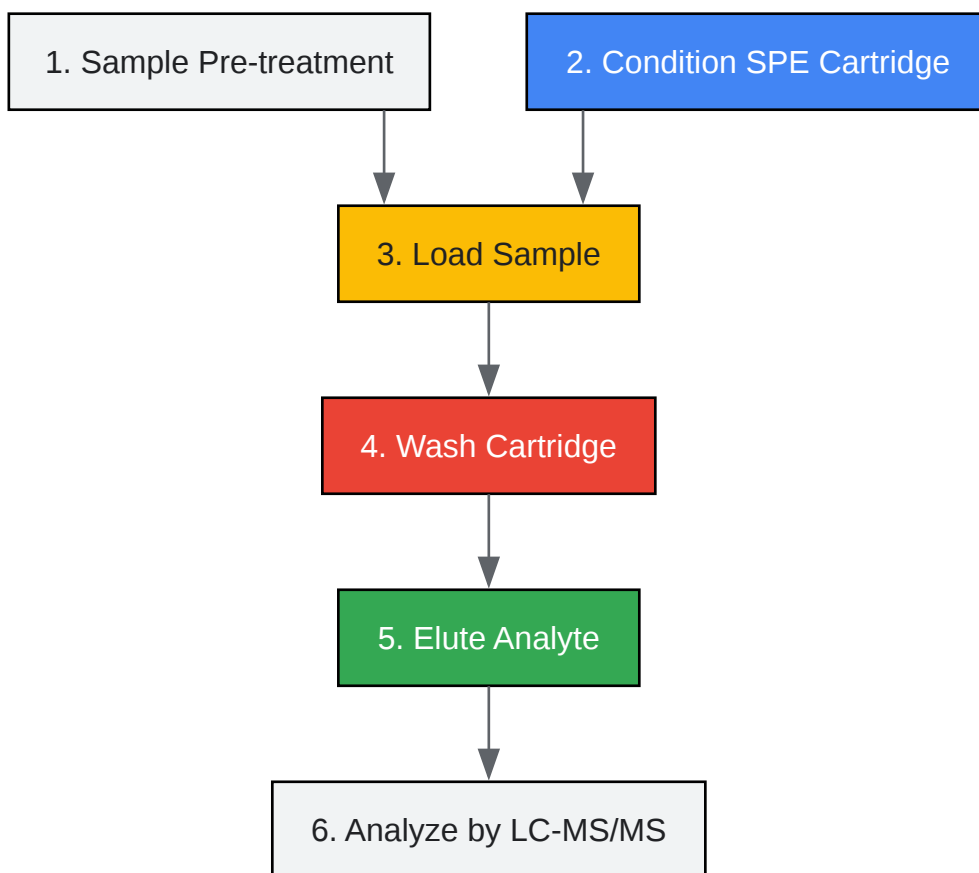 1. Sample Pre-treatment
2. Condition SPE Cartridge
3. Load Sample
4. Wash Cartridge
5. Elute Analyte
6. Analyze by LC-MS/MS